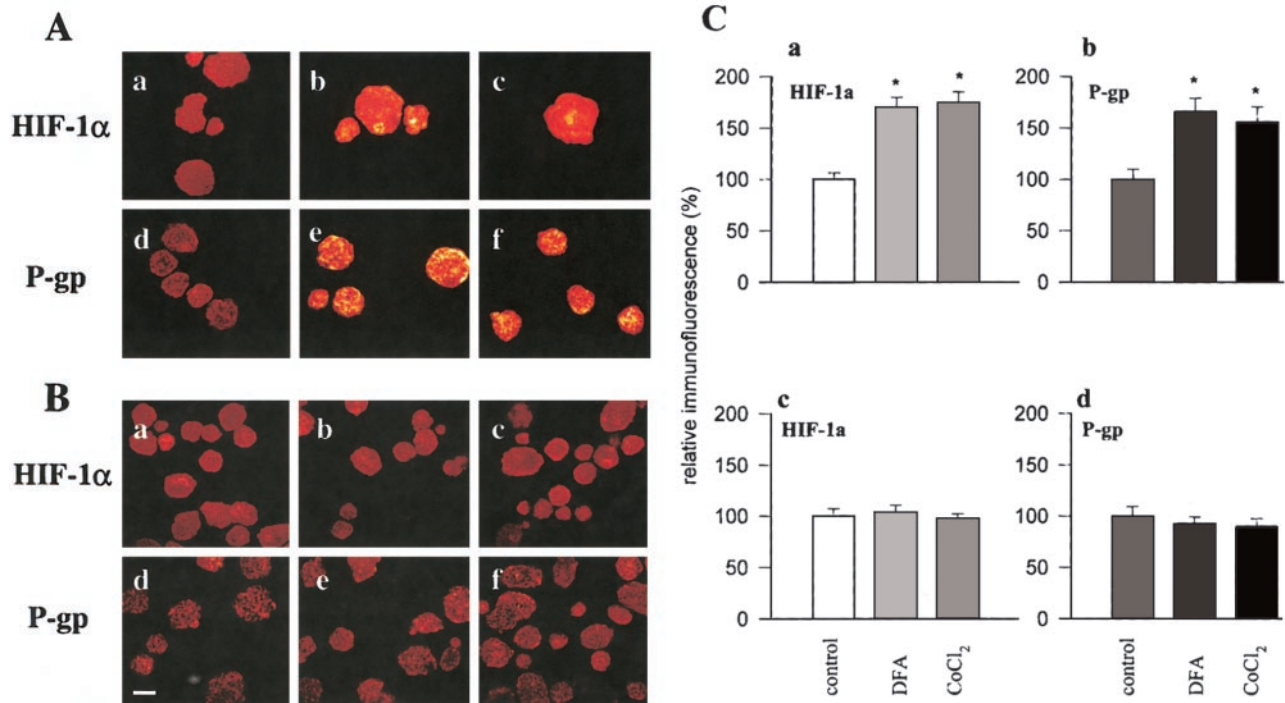 A
a
b
c
HIF-1α
d
e
f
P-gp
B
a
b
c
HIF-1α
d
e
f
P-gp
C
relative immunofluorescence (%)
a
HIF-1a
200
150
100
50
0
*
*
b
P-gp
200
150
100
50
0
*
*
c
HIF-1a
200
150
100
50
0
control
DFA
CoCl₂
d
P-gp
200
150
100
50
0
control
DFA
CoCl₂